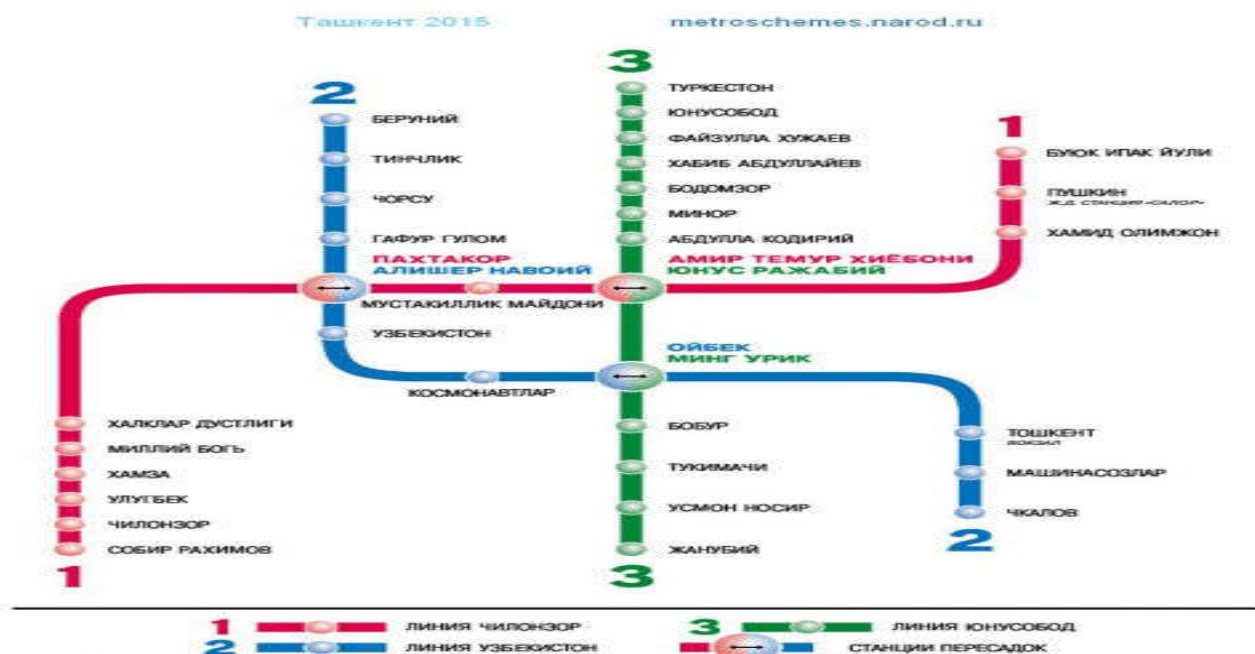 Ташкент 2015
metroschemes.narod.ru
3
2
ТУРКЕСТОН
ЮНУСОБОД
1
БЕРУНИЙ
ФАЙЗУЛЛА ХУЖАЕВ
БУЮК ИПАК ЙУЛИ
ТИНЧЛИК
ХАБИБ АБДУЛЛАЙЕВ
БОДОМЗОР
ПУШКИН
Ж.Д. СТАНЦИЯ «САЛОР»
ЧОРСУ
МИНОР
ГАФУР ГУЛОМ
АБДУЛЛА КОДИРИЙ
ХАМИД ОЛИМЖОН
ПАХТАКОР
АЛИШЕР НАВОИЙ
АМИР ТЕМУР ХИЁБОНИ
ЮНУС РАЖАБИЙ
МУСТАКИЛЛИК МАЙДОНИ
УЗБЕКИСТОН
ОЙБЕК
МИНГ УРИК
КОСМОНАВТЛАР
ХАЛКЛАР ДУСТЛИГИ
БОБУР
ТОШКЕНТ
ВОКЗАЛ
МИЛЛИЙ БОГЬ
ХАМЗА
ТУКИМАЧИ
МАШИНАСОЗЛАР
УЛУГБЕК
УСМОН НОСИР
ЧКАЛОВ
ЧИЛОНЗОР
СОБИР РАХИМОВ
ЖАНУБИЙ
2
1
3
1 ЛИНИЯ ЧИЛОНЗОР
3 ЛИНИЯ ЮНУСОБОД
2 ЛИНИЯ УЗБЕКИСТОН
СТАНЦИИ ПЕРЕСАДОК